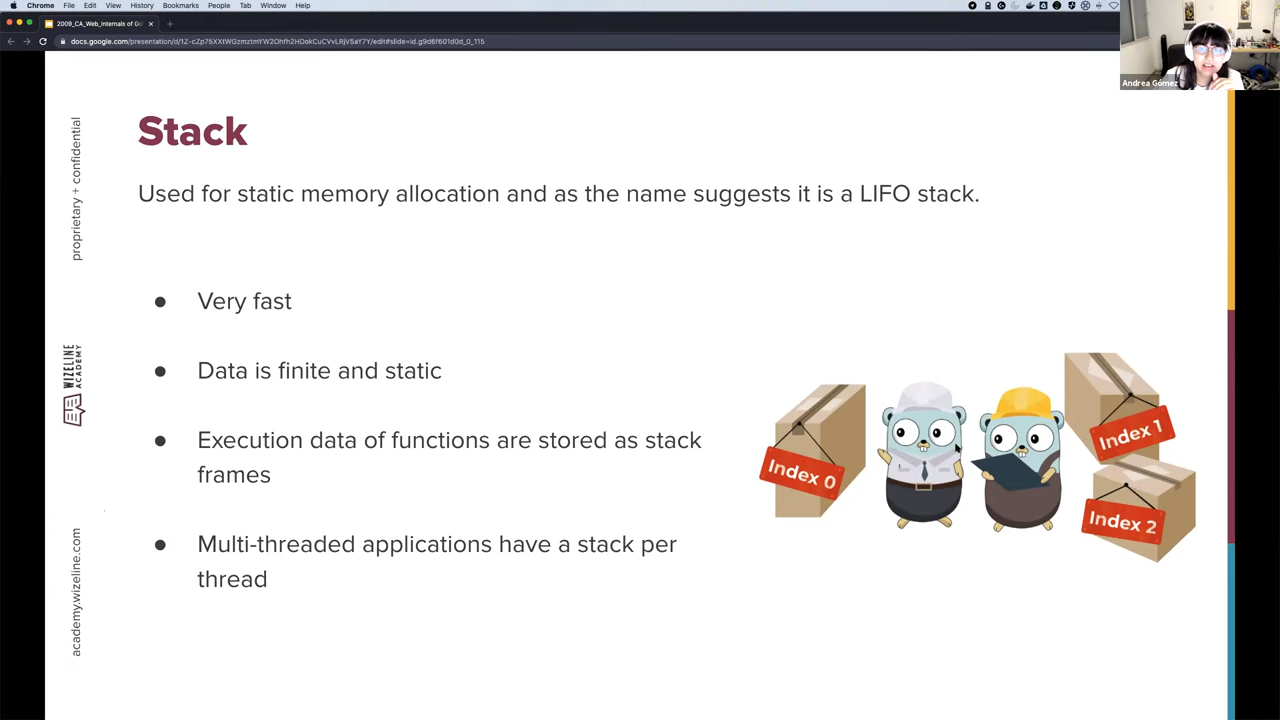 Chrome File Edit View History Bookmarks People Tab Window Help
2009_CA_Web_Internals of Go
docs.google.com/presentation/d/1Z-cZp75XXtWGzmztmYW2Ohfh2HDokCuCVvLRjV5aY7Y/edit#slide=id.g9d6f601d0d_0_115
Andrea Gómez
Stack
Used for static memory allocation and as the name suggests it is a LIFO stack.
● Very fast
● Data is finite and static
● Execution data of functions are stored as stack
frames
● Multi-threaded applications have a stack per
thread
Index 0
Index 1
Index 2
proprietary + confidential
WIZELINE
ACADEMY
academy.wizeline.com